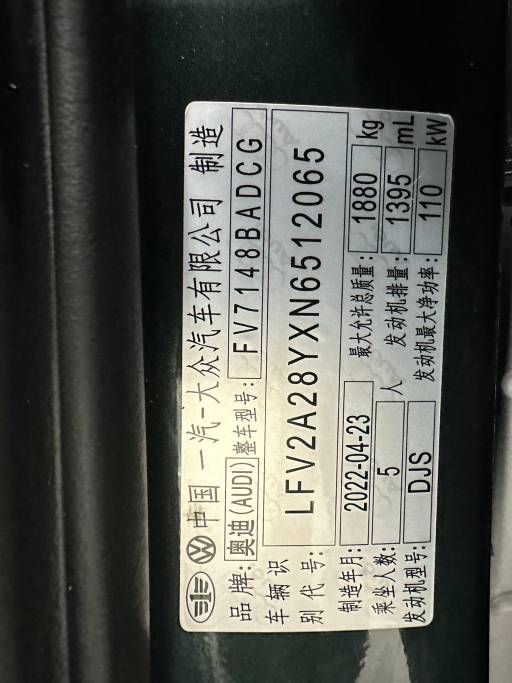 中国 一汽-大众汽车有限公司 制造
品牌: 奥迪(AUDI) 整车型号: FV7148BADCG
车辆识别代号: LFV2A28YXN6512065
制造年月: 2022-04-23 最大允许总质量: 1880 kg
乘坐人数: 5 人 发动机排量: 1395 mL
发动机型号: DJS 发动机最大净功率: 110 kW